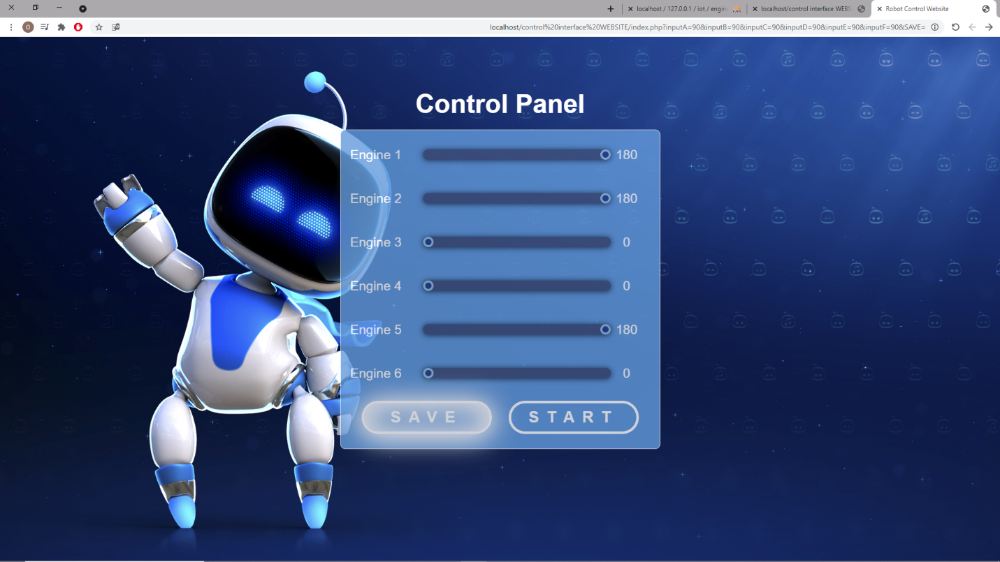 localhost / 127.0.0.1 / iot / engin
localhost/control interface WEBS
Robot Control Website
O
localhost/control%20interface%20WEBSITE/index.php?inputA=90&inputB=90&inputC=90&inputD=90&inputE=90&inputF=90&SAVE=
Control Panel
Engine 1 180
Engine 2 180
Engine 3 0
Engine 4 0
Engine 5 180
Engine 6 0
SAVE START